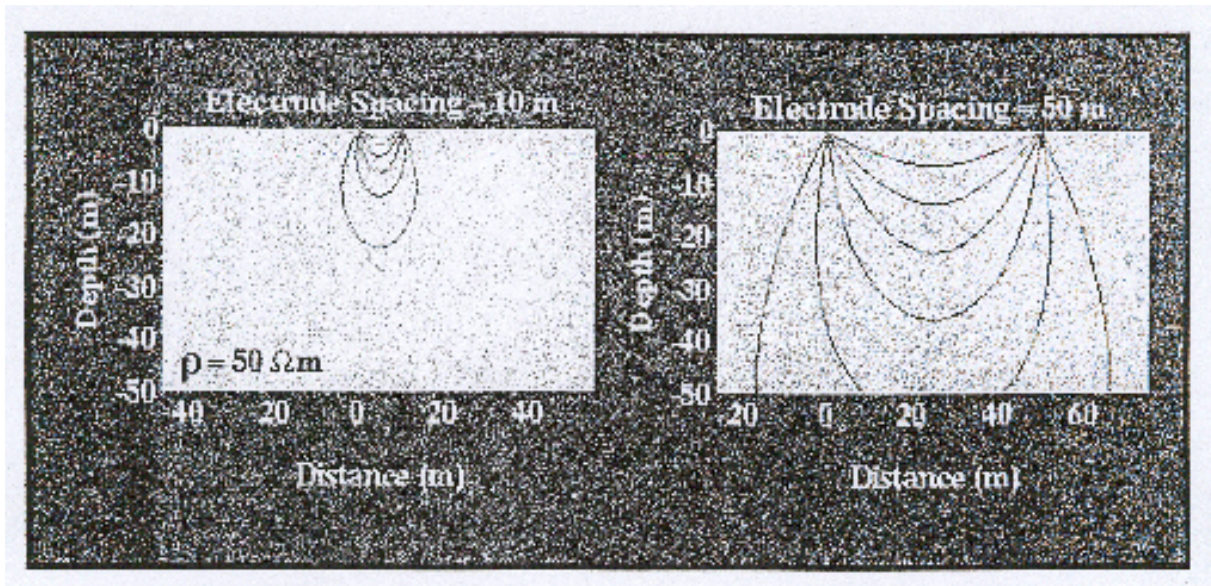 Electrode Spacing – 10 m
0
-10
-20
-30
-40
-50
Depth (m)
ρ = 50 Ωm
-40 20 0 20 40
Distance (m)
Electrode Spacing = 50 m
0
-10
-20
-30
-40
-50
Depth (m)
-20 0 20 40 60
Distance (m)